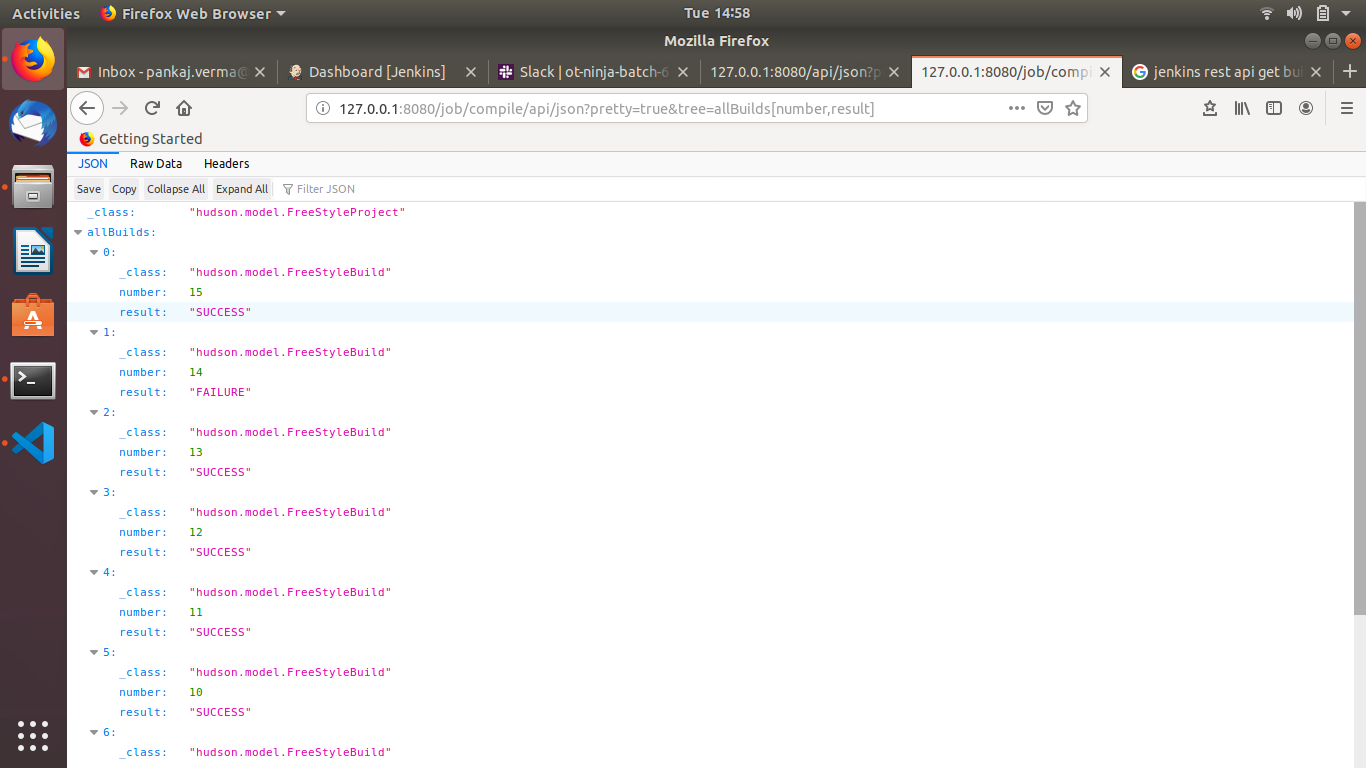 Activities Firefox Web Browser Tue 14:58
Mozilla Firefox
Inbox - pankaj.verma@ Dashboard [Jenkins] Slack | ot-ninja-batch-6 127.0.0.1:8080/api/json?p 127.0.0.1:8080/job/compil jenkins rest api get bui
127.0.0.1:8080/job/compile/api/json?pretty=true&tree=allBuilds[number,result]
Getting Started
JSON Raw Data Headers
Save Copy Collapse All Expand All Filter JSON
_class: "hudson.model.FreeStyleProject"
allBuilds:
0:
_class: "hudson.model.FreeStyleBuild"
number: 15
result: "SUCCESS"
1:
_class: "hudson.model.FreeStyleBuild"
number: 14
result: "FAILURE"
2:
_class: "hudson.model.FreeStyleBuild"
number: 13
result: "SUCCESS"
3:
_class: "hudson.model.FreeStyleBuild"
number: 12
result: "SUCCESS"
4:
_class: "hudson.model.FreeStyleBuild"
number: 11
result: "SUCCESS"
5:
_class: "hudson.model.FreeStyleBuild"
number: 10
result: "SUCCESS"
6:
_class: "hudson.model.FreeStyleBuild"